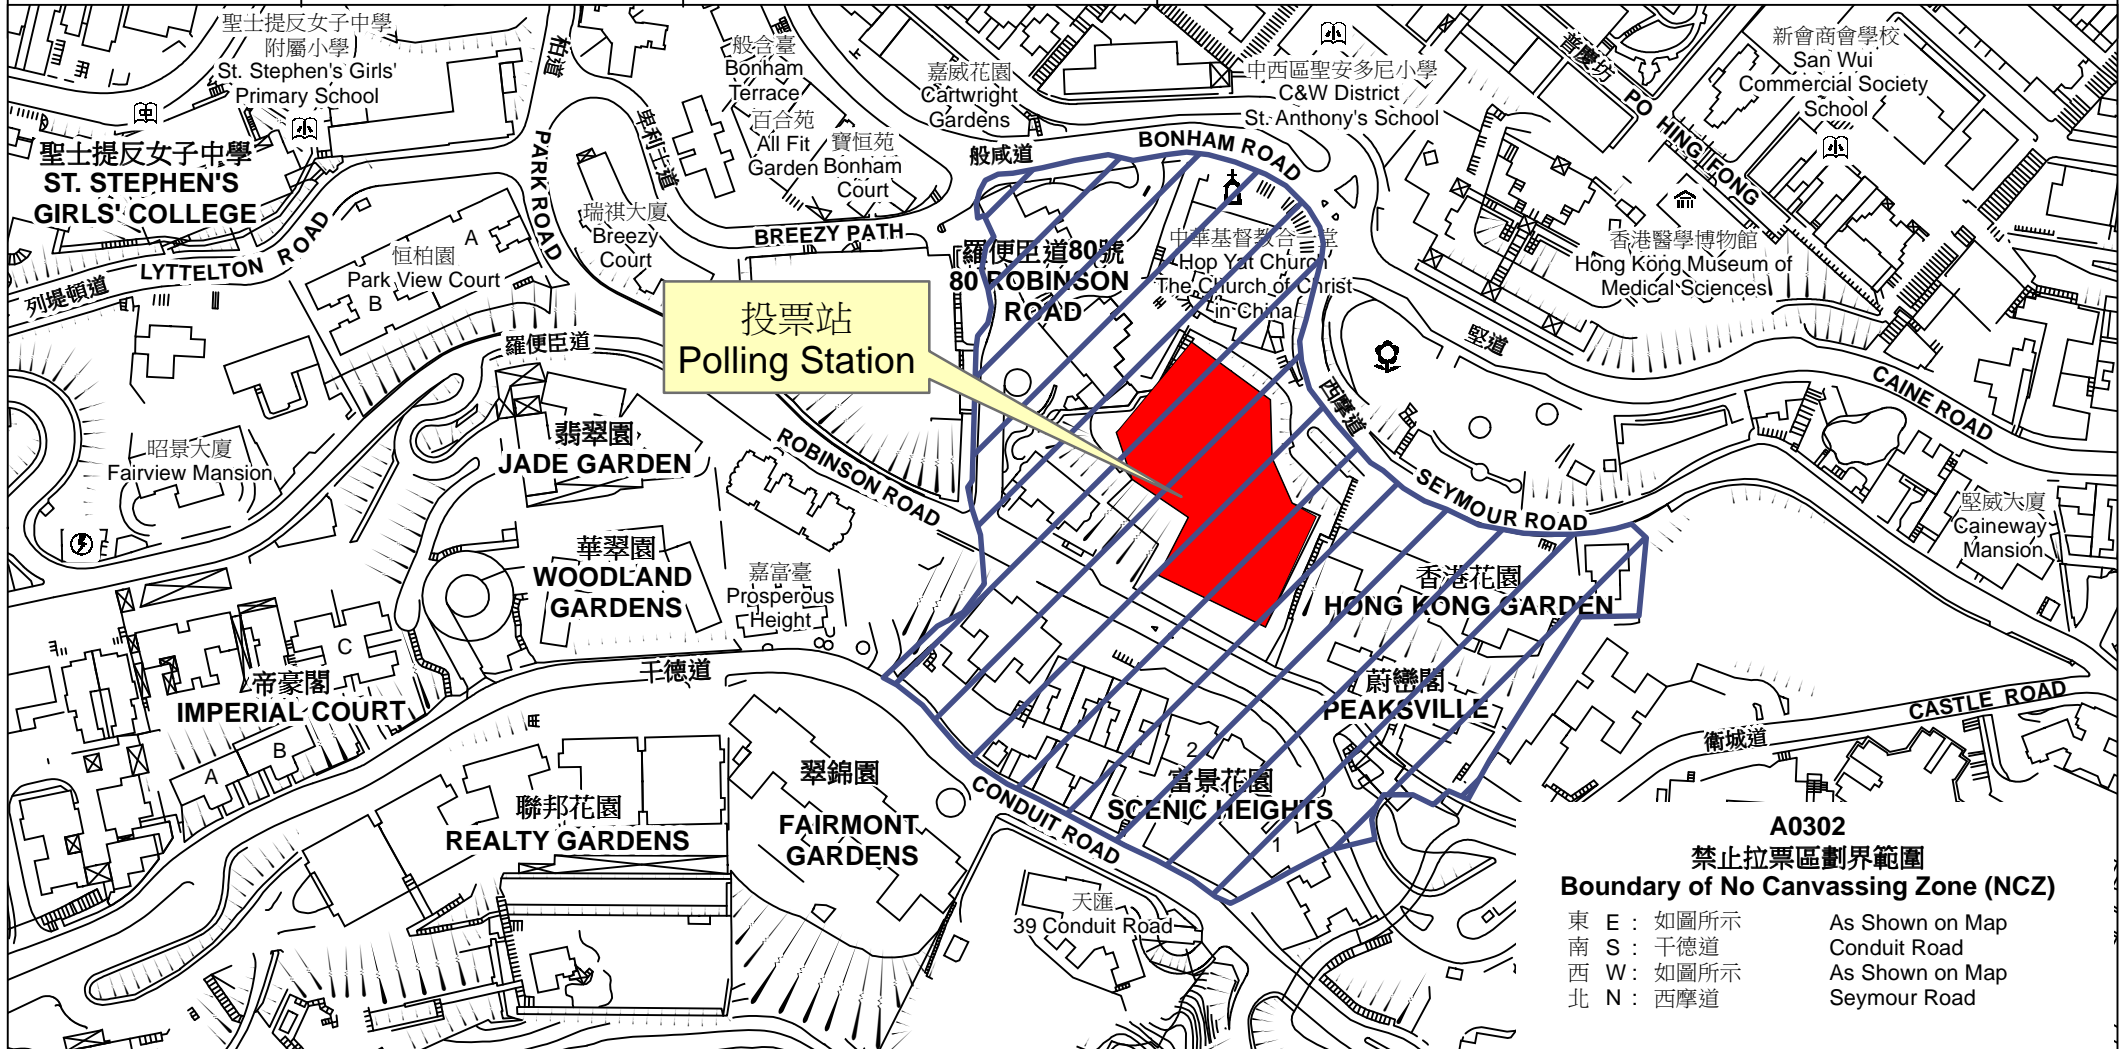 聖士提反女子中學
附屬小學
St. Stephen's Girls'
Primary School
聖士提反女子中學
ST. STEPHEN'S
GIRLS' COLLEGE
柏道
PARK ROAD
卑利士道
般含臺
Bonham
Terrace
百合苑
All Fit
Garden
寶恒苑
Bonham
Court
嘉威花園
Cartwright
Gardens
般咸道
BONHAM ROAD
中西區聖安多尼小學
C&W District
St. Anthony's School
普慶坊
PO HING FONG
新會商會學校
San Wui
Commercial Society
School
列堤頓道
LYTTELTON ROAD
恒柏園
Park View Court
A
B
瑞祺大廈
Breezy
Court
BREEZY PATH
羅便臣道80號
80 ROBINSON
ROAD
中華基督教合一堂
Hop Yat Church
The Church of Christ
in China
香港醫學博物館
Hong Kong Museum of
Medical Sciences
投票站
Polling Station
羅便臣道
ROBINSON ROAD
堅道
CAINE ROAD
西摩道
SEYMOUR ROAD
昭景大廈
Fairview Mansion
翡翠園
JADE GARDEN
華翠園
WOODLAND
GARDENS
嘉富臺
Prosperous
Height
堅威大廈
Caineway
Mansion
香港花園
HONG KONG GARDEN
蔚巒閣
PEAKSVILLE
帝豪閣
IMPERIAL COURT
A
B
C
干德道
CONDUIT ROAD
衛城道
CASTLE ROAD
聯邦花園
REALTY GARDENS
翠錦園
FAIRMONT
GARDENS
富景花園
SCENIC HEIGHTS
2
1
天匯
39 Conduit Road
A0302
禁止拉票區劃界範圍
Boundary of No Canvassing Zone (NCZ)
東 E : 如圖所示 As Shown on Map
南 S : 干德道 Conduit Road
西 W : 如圖所示 As Shown on Map
北 N : 西摩道 Seymour Road